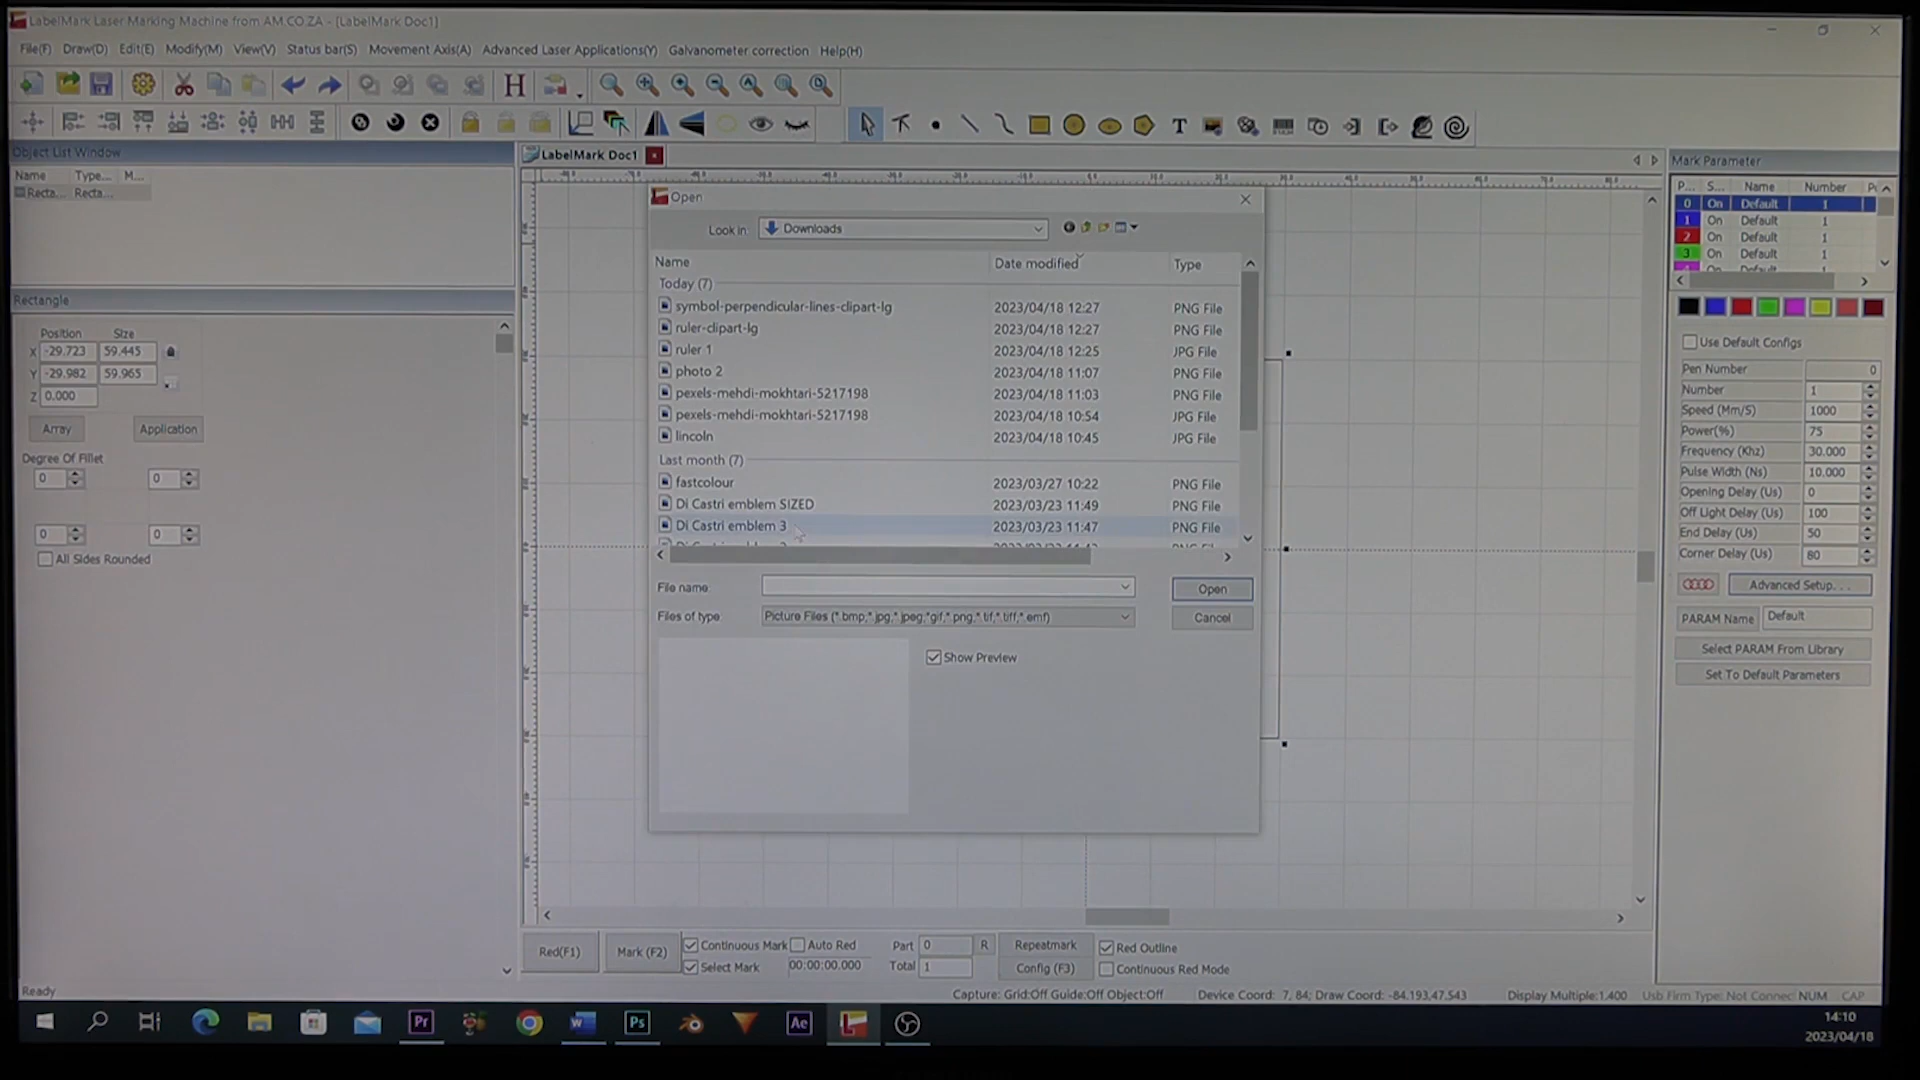 LabelMark Laser Marking Machine from AM.CO.ZA - [LabelMark Doc1]
File(F) Draw(D) Edit(E) Modify(M) View(V) Status bar(S) Movement Axis(A) Advanced Laser Applications(Y) Galvanometer correction Help(H)
Object List Window
Name Type... M...
Recta... Recta...
Rectangle
Position Size
X -29.723 59.445
Y -29.982 59.965
Z 0.000
Array Application
Degree Of Fillet
0 0
0 0
All Sides Rounded
LabelMark Doc1
Open
Look in: Downloads
Name Date modified Type
Today (7)
symbol-perpendicular-lines-clipart-lg 2023/04/18 12:27 PNG File
ruler-clipart-lg 2023/04/18 12:27 PNG File
ruler 1 2023/04/18 12:25 JPG File
photo 2 2023/04/18 11:07 PNG File
pexels-mehdi-mokhtari-5217198 2023/04/18 11:03 PNG File
pexels-mehdi-mokhtari-5217198 2023/04/18 10:54 JPG File
lincoln 2023/04/18 10:45 JPG File
Last month (7)
fastcolour 2023/03/27 10:22 PNG File
Di Castri emblem SIZED 2023/03/23 11:49 PNG File
Di Castri emblem 3 2023/03/23 11:47 PNG File
File name: Open
Files of type: Picture Files (*.bmp;*.jpg;*.jpeg;*gif;*.png;*.tif;*.tiff;*.emf) Cancel
Show Preview
Mark Parameter
P... S... Name Number
0 On Default 1
1 On Default 1
2 On Default 1
3 On Default 1
Use Default Configs
Pen Number 0
Number 1
Speed (Mm/S) 1000
Power(%) 75
Frequency (Khz) 30.000
Pulse Width (Ns) 10.000
Opening Delay (Us) 0
Off Light Delay (Us) 100
End Delay (Us) 50
Corner Delay (Us) 80
Advanced Setup. . .
PARAM Name Default
Select PARAM From Library
Set To Default Parameters
Red(F1) Mark (F2) Continuous Mark Auto Red Part 0 R Repeatmark Red Outline
Select Mark 00:00:00.000 Total 1 Config (F3) Continuous Red Mode
Ready Capture: Grid:Off Guide:Off Object:Off Device Coord: 7, 84; Draw Coord: -84.193,47.543 Display Multiple:1.400 Usb Firm Type: Not Connec NUM CAP
Pr W Ps Ae L
14:10
2023/04/18